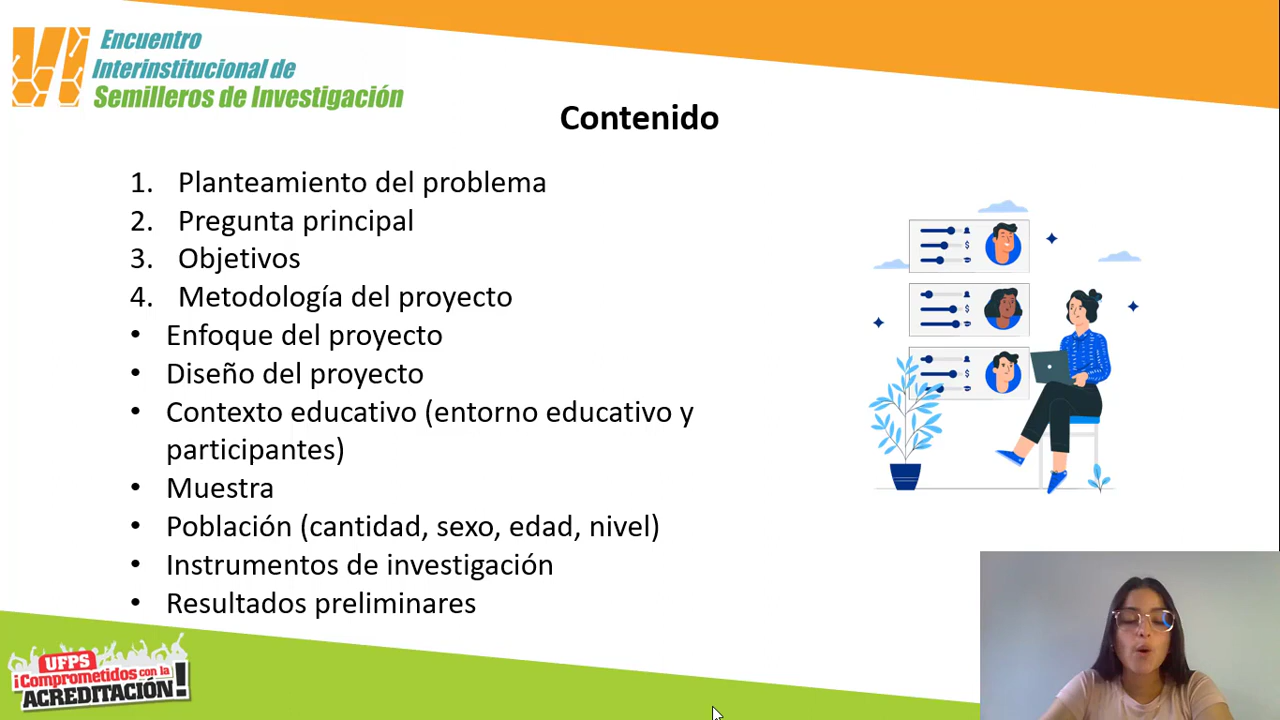 VI
Encuentro
Interinstitucional de
Semilleros de Investigación
Contenido
1. Planteamiento del problema
2. Pregunta principal
3. Objetivos
4. Metodología del proyecto
• Enfoque del proyecto
• Diseño del proyecto
• Contexto educativo (entorno educativo y
participantes)
• Muestra
• Población (cantidad, sexo, edad, nivel)
• Instrumentos de investigación
• Resultados preliminares
UFPS
¡Comprometidos con la
ACREDITACIÓN!